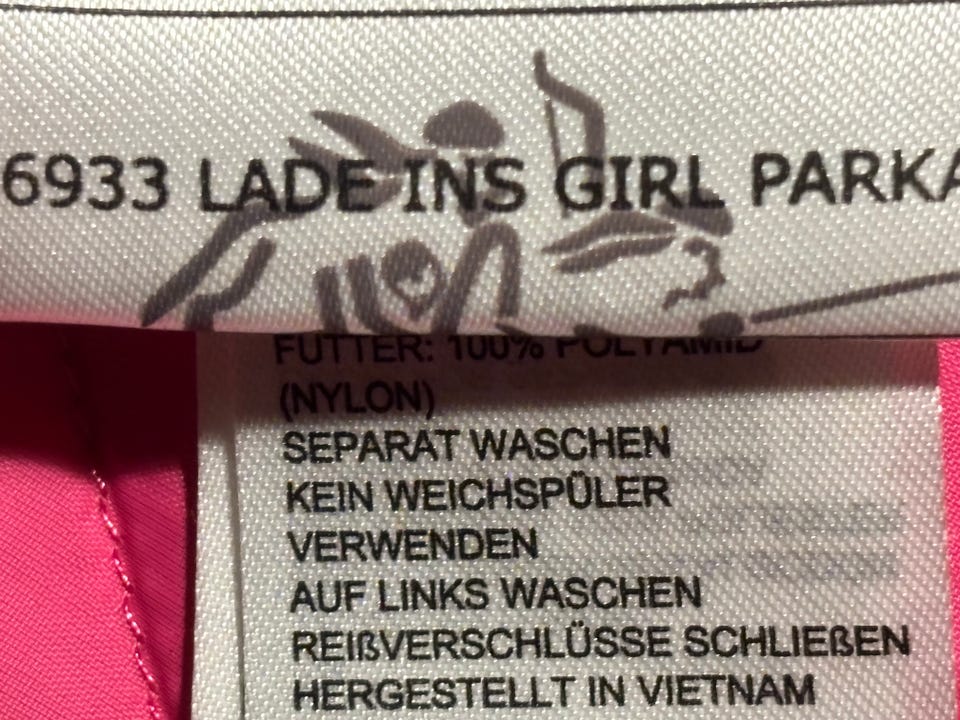 6933 LADE INS GIRL PARKA
FUTTER: 100% POLYAMID
(NYLON)
SEPARAT WASCHEN
KEIN WEICHSPÜLER
VERWENDEN
AUF LINKS WASCHEN
REIßVERSCHLÜSSE SCHLIEßEN
HERGESTELLT IN VIETNAM